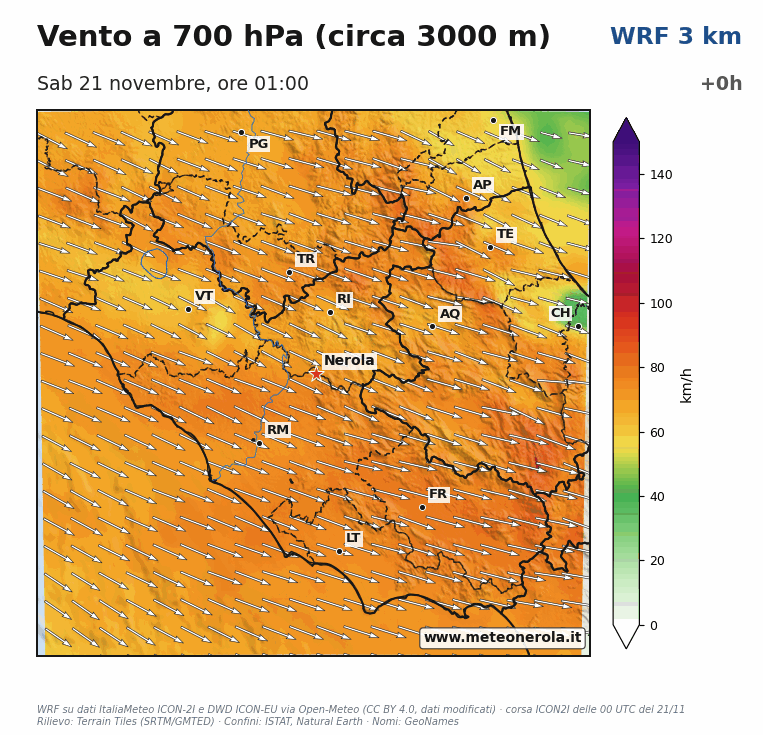 Vento a 700 hPa (circa 3000 m)
WRF 3 km
Sab 21 novembre, ore 01:00
+0h
FM
PG
AP
TE
TR
VT
RI
AQ
CH
Nerola
RM
FR
LT
www.meteonerola.it
140
120
100
80
60
40
20
0
km/h
WRF su dati ItaliaMeteo ICON-2I e DWD ICON-EU via Open-Meteo (CC BY 4.0, dati modificati) · corsa ICON2I delle 00 UTC del 21/11
Rilievo: Terrain Tiles (SRTM/GMTED) · Confini: ISTAT, Natural Earth · Nomi: GeoNames